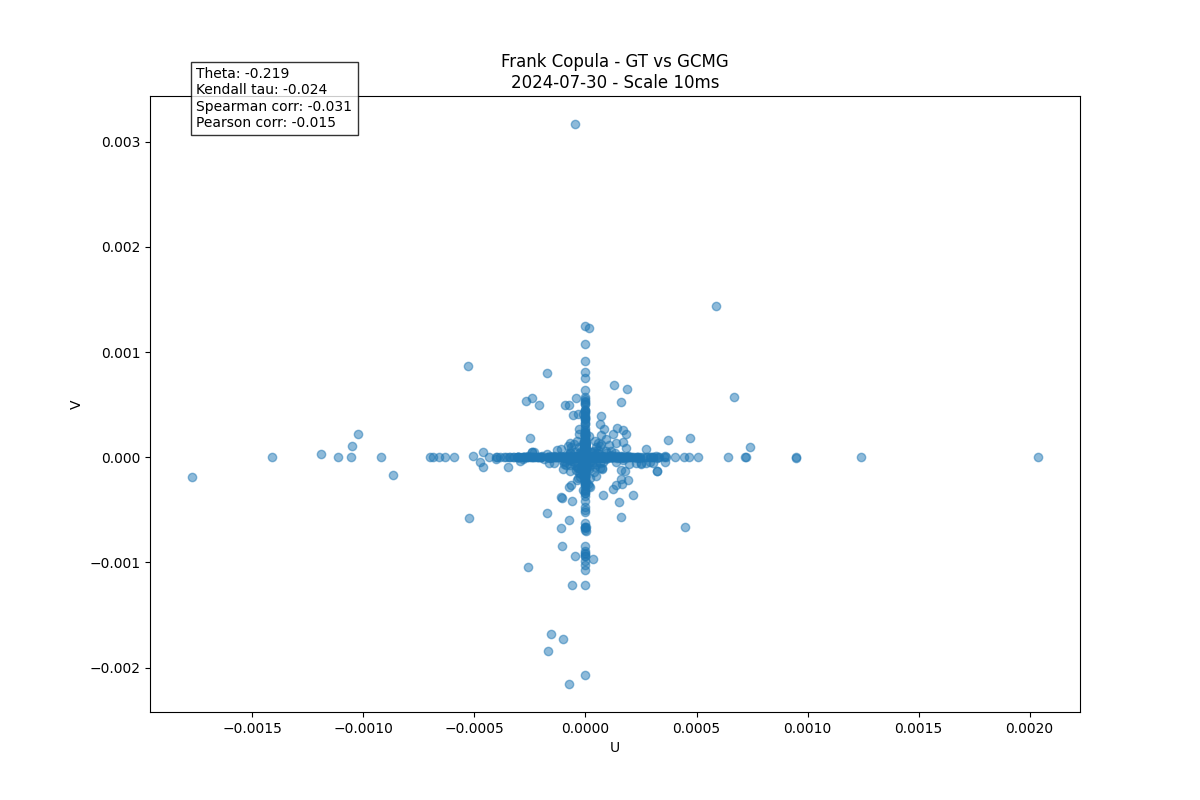 Frank Copula - GT vs GCMG
2024-07-30 - Scale 10ms
Theta: -0.219
Kendall tau: -0.024
Spearman corr: -0.031
Pearson corr: -0.015
0.003
0.002
0.001
0.000
−0.001
−0.002
V
−0.0015 −0.0010 −0.0005 0.0000 0.0005 0.0010 0.0015 0.0020
U